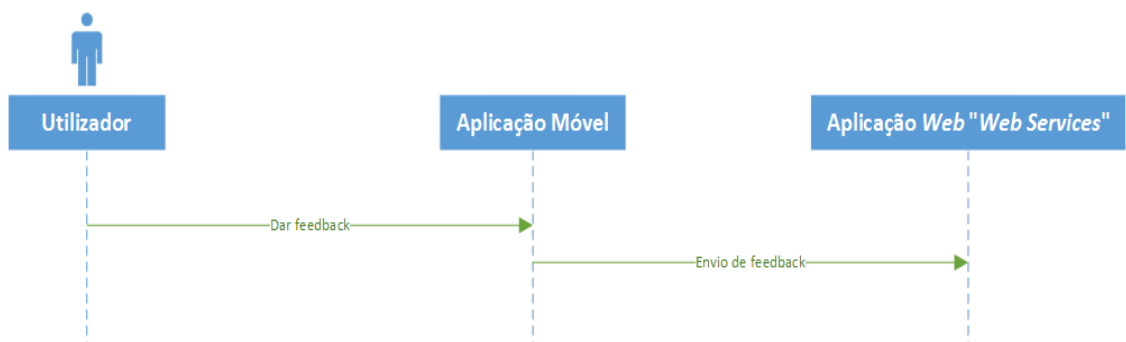 Utilizador
Aplicação Móvel
Aplicação Web "Web Services"
Dar feedback
Envio de feedback